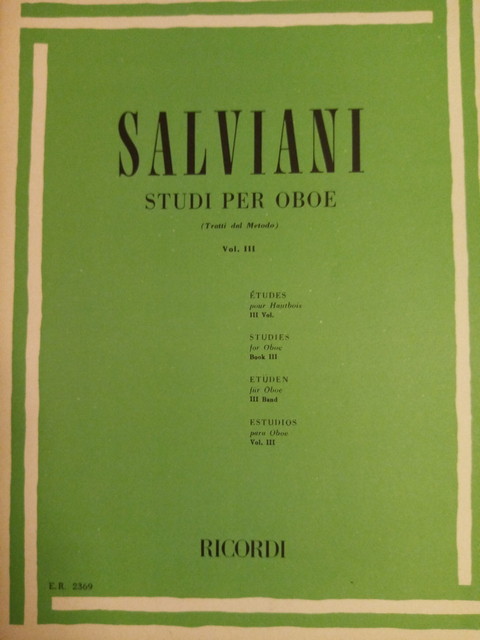 SALVIANI
STUDI PER OBOE
(Tratti dal Metodo)
Vol. III
ÉTUDES
pour Hautbois
III Vol.
STUDIES
for Oboe
Book III
ETÜDEN
für Oboe
III Band
ESTUDIOS
para Oboe
Vol. III
RICORDI
E.R. 2369